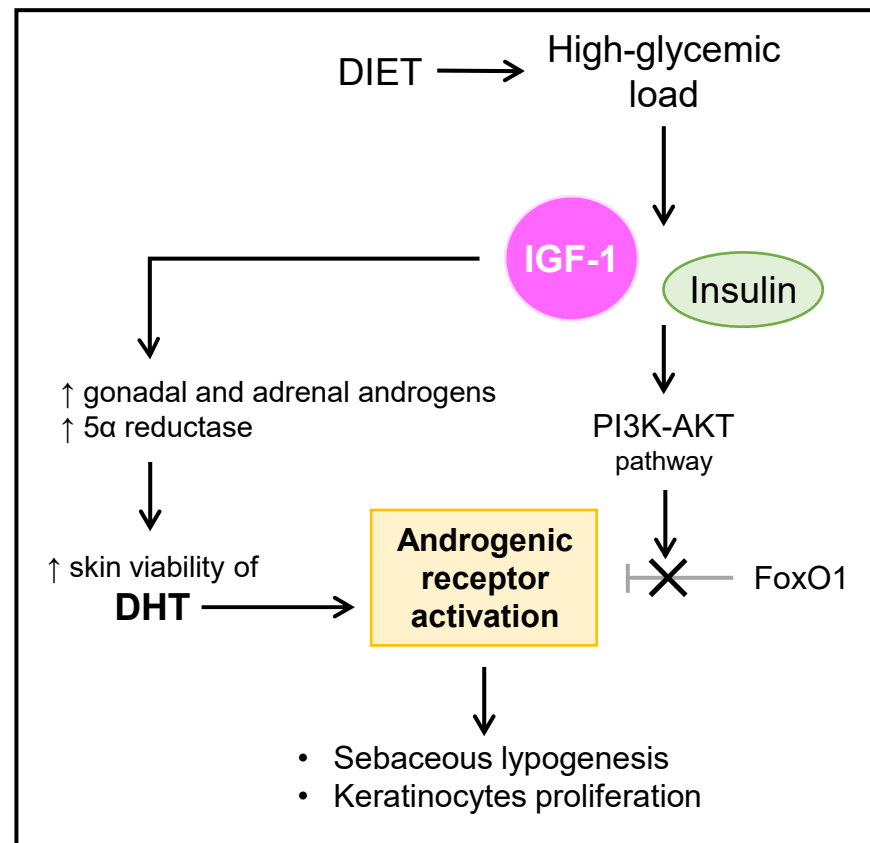 DIET
High-glycemic
load
IGF-1
Insulin
↑ gonadal and adrenal androgens
↑ 5α reductase
PI3K-AKT
pathway
↑ skin viability of
DHT
Androgenic
receptor
activation
FoxO1
• Sebaceous lypogenesis
• Keratinocytes proliferation